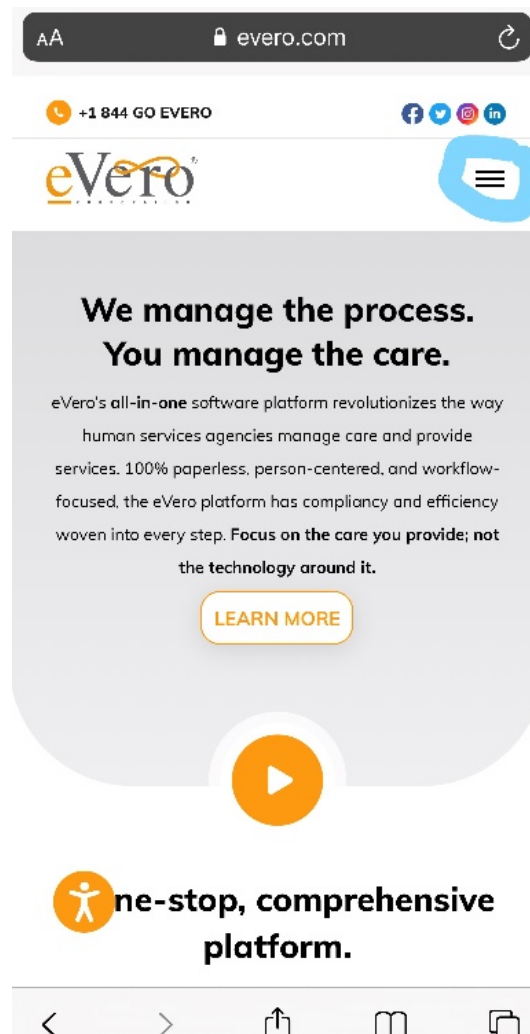 AA evero.com
+1 844 GO EVERO
eVero
We manage the process.
You manage the care.
eVero's all-in-one software platform revolutionizes the way
human services agencies manage care and provide
services. 100% paperless, person-centered, and workflow-
focused, the eVero platform has compliancy and efficiency
woven into every step. Focus on the care you provide; not
the technology around it.
LEARN MORE
ne-stop, comprehensive
platform.